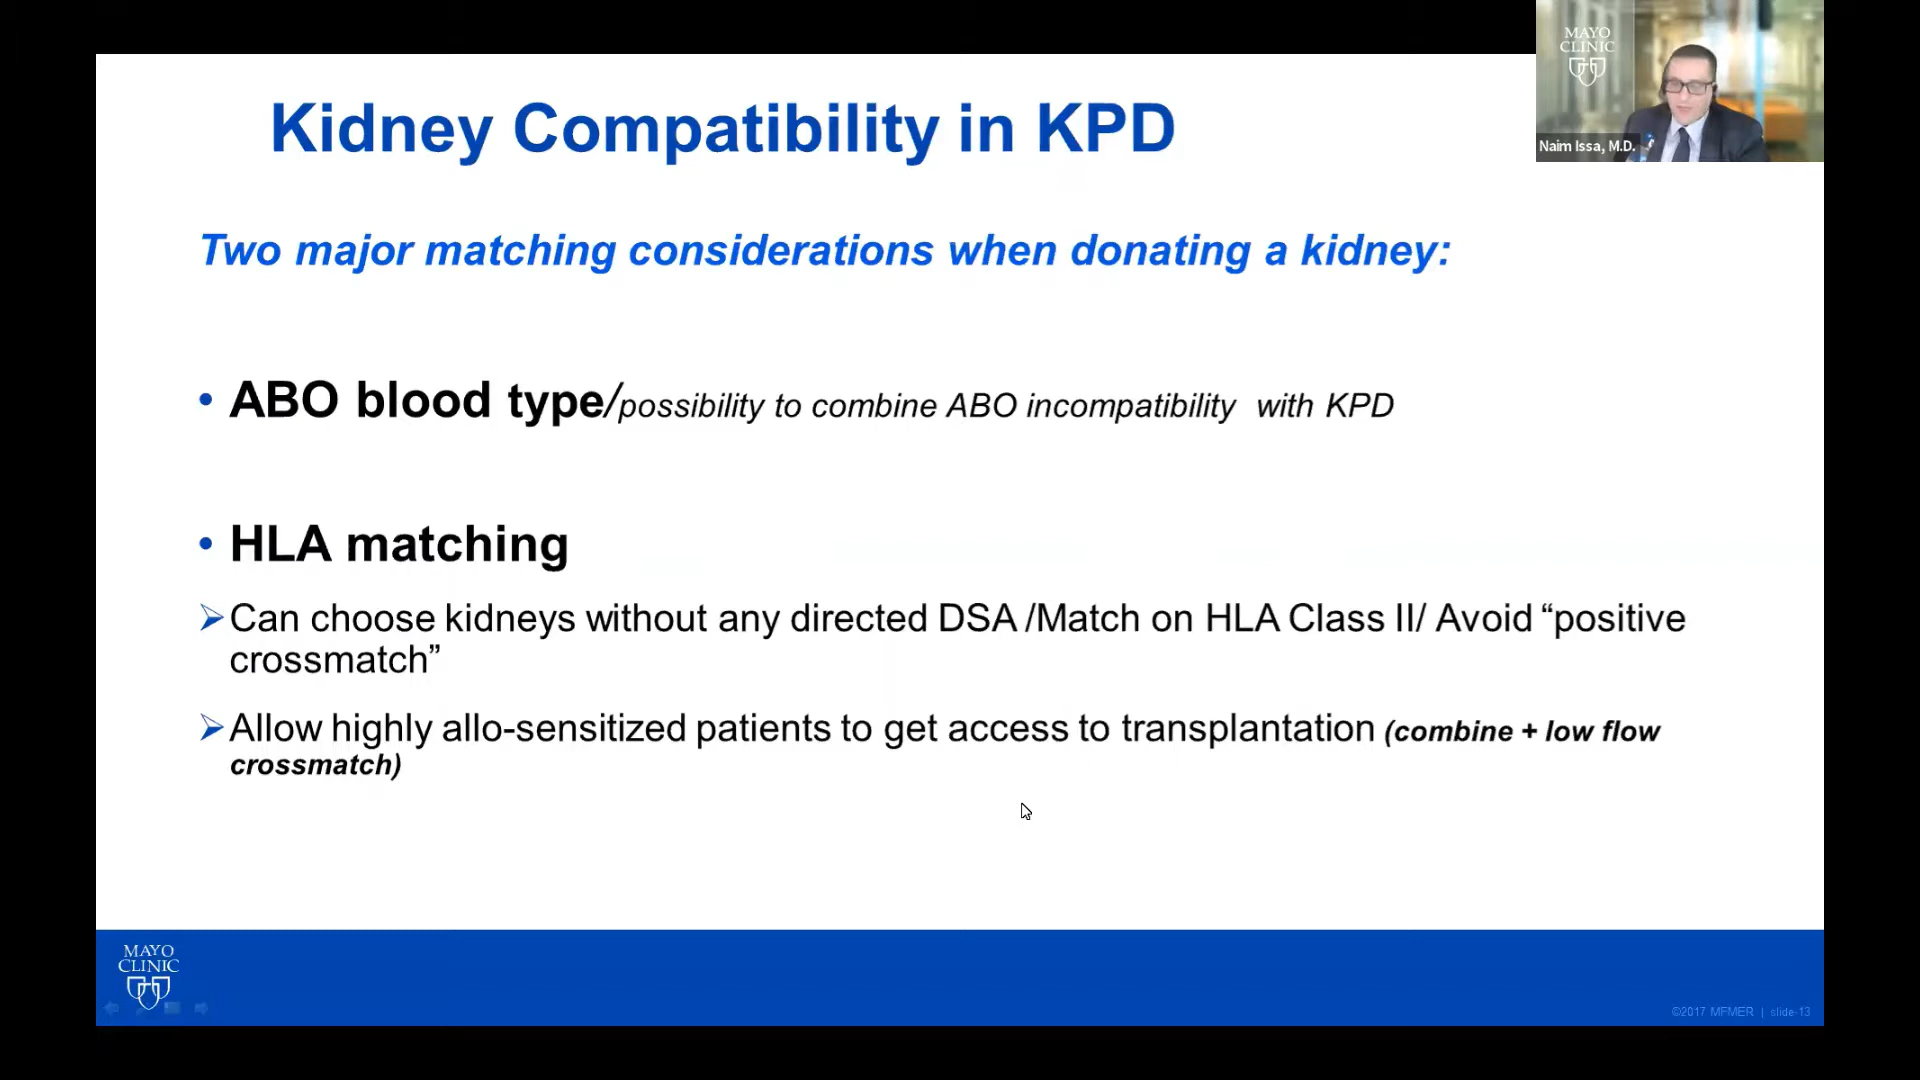 MAYO
CLINIC
Naim Issa, M.D.
Kidney Compatibility in KPD
Two major matching considerations when donating a kidney:
• ABO blood type/possibility to combine ABO incompatibility with KPD
• HLA matching
➢Can choose kidneys without any directed DSA /Match on HLA Class II/ Avoid “positive
crossmatch”
➢Allow highly allo-sensitized patients to get access to transplantation (combine + low flow
crossmatch)
MAYO
CLINIC
©2017 MFMER | slide-13